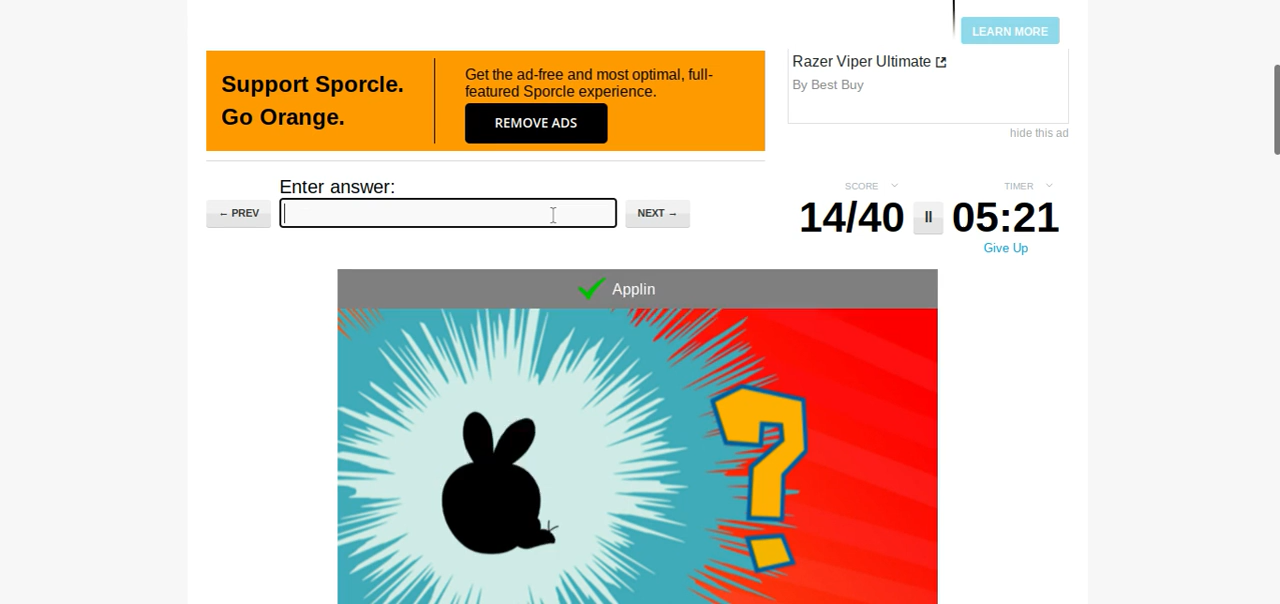 LEARN MORE
Support Sporcle.
Go Orange.
Get the ad-free and most optimal, full-
featured Sporcle experience.
REMOVE ADS
Razer Viper Ultimate
By Best Buy
hide this ad
Enter answer:
← PREV
NEXT →
SCORE
14/40
TIMER
05:21
Give Up
Applin
?